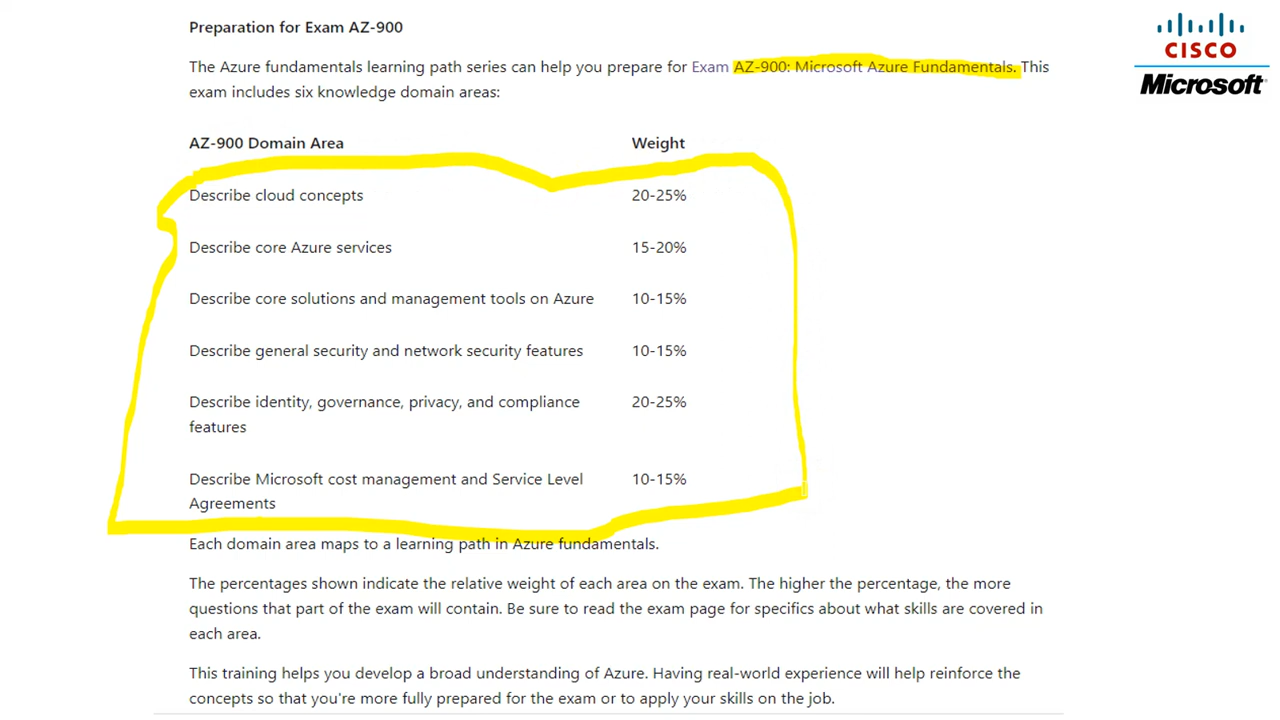 Preparation for Exam AZ-900
CISCO
Microsoft
The Azure fundamentals learning path series can help you prepare for Exam AZ-900: Microsoft Azure Fundamentals. This
exam includes six knowledge domain areas:
AZ-900 Domain Area Weight
Describe cloud concepts 20-25%
Describe core Azure services 15-20%
Describe core solutions and management tools on Azure 10-15%
Describe general security and network security features 10-15%
Describe identity, governance, privacy, and compliance 20-25%
features
Describe Microsoft cost management and Service Level 10-15%
Agreements
Each domain area maps to a learning path in Azure fundamentals.
The percentages shown indicate the relative weight of each area on the exam. The higher the percentage, the more
questions that part of the exam will contain. Be sure to read the exam page for specifics about what skills are covered in
each area.
This training helps you develop a broad understanding of Azure. Having real-world experience will help reinforce the
concepts so that you're more fully prepared for the exam or to apply your skills on the job.